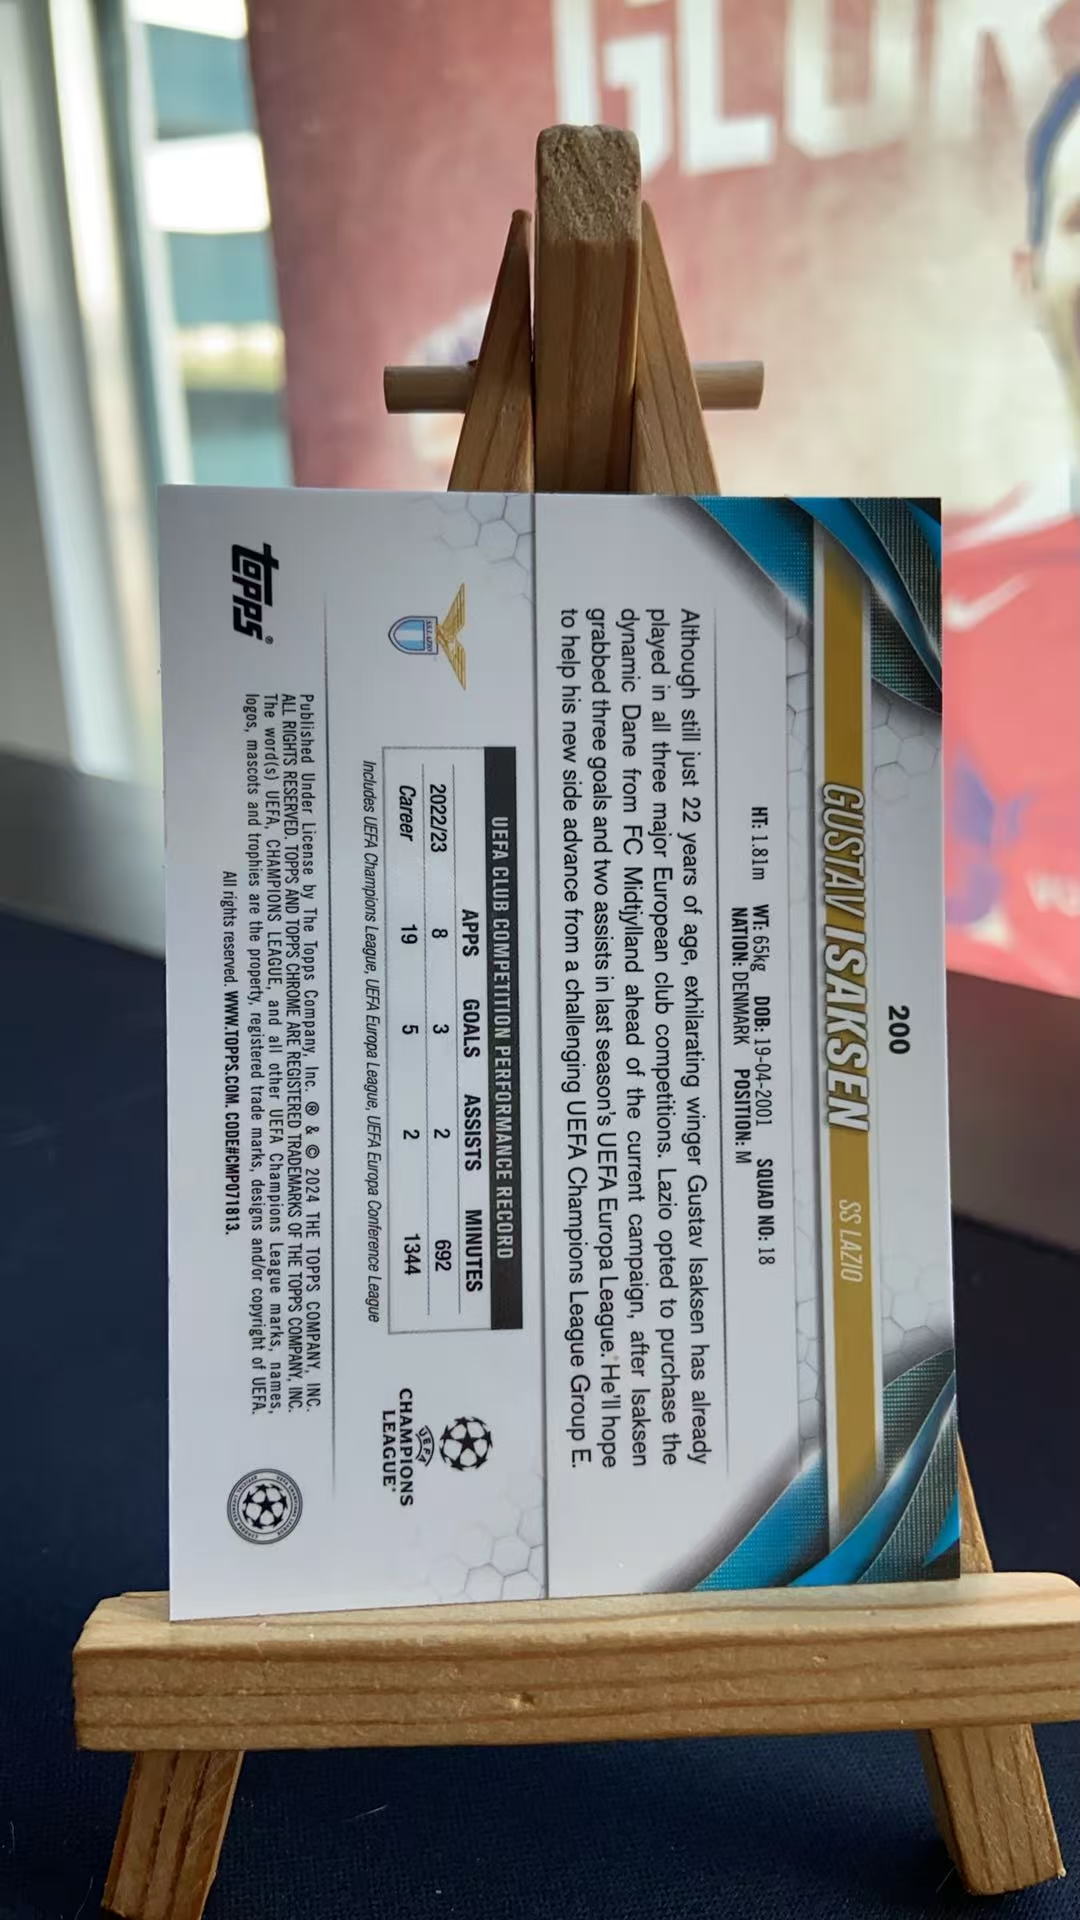 GLOR
200
GUSTAV ISAKSEN SS LAZIO
HT: 1.81m WT: 65kg DOB: 19-04-2001 SQUAD NO: 18
NATION: DENMARK POSITION: M
Although still just 22 years of age, exhilarating winger Gustav Isaksen has already
played in all three major European club competitions. Lazio opted to purchase the
dynamic Dane from FC Midtjylland ahead of the current campaign, after Isaksen
grabbed three goals and two assists in last season's UEFA Europa League. He'll hope
to help his new side advance from a challenging UEFA Champions League Group E.
S.S.LAZIO
UEFA CLUB COMPETITION PERFORMANCE RECORD
APPS GOALS ASSISTS MINUTES
2022/23 8 3 2 692
Career 19 5 2 1344
Includes UEFA Champions League, UEFA Europa League, UEFA Europa Conference League
UEFA
CHAMPIONS
LEAGUE®
topps®
Published Under License by The Topps Company, Inc. ® & © 2024 THE TOPPS COMPANY, INC.
ALL RIGHTS RESERVED. TOPPS AND TOPPS CHROME ARE REGISTERED TRADEMARKS OF THE TOPPS COMPANY, INC.
The word(s) UEFA, CHAMPIONS LEAGUE, and all other UEFA Champions League marks, names,
logos, mascots and trophies are the property, registered trade marks, designs and/or copyright of UEFA.
All rights reserved. WWW.TOPPS.COM. CODE#CMP071813.